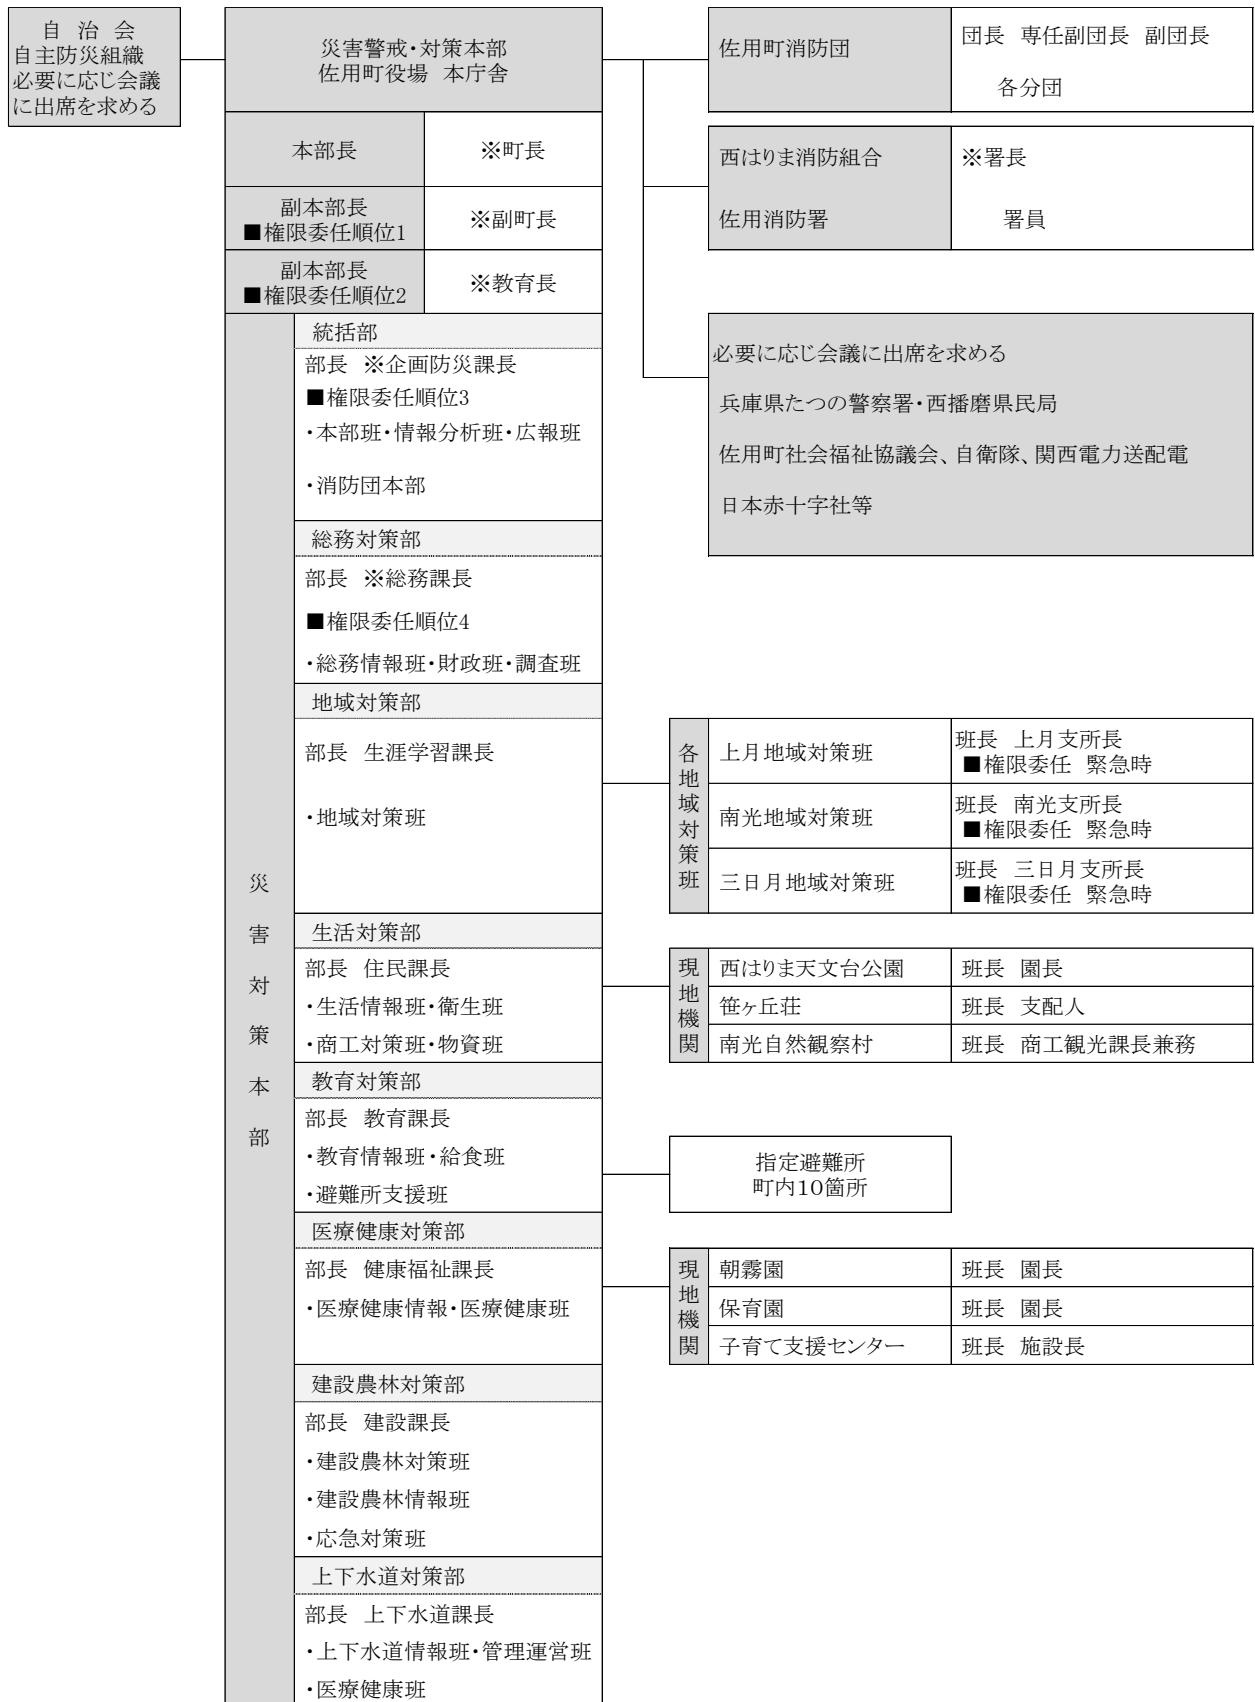 自 治 会
自主防災組織
必要に応じ会議
に出席を求める
災害警戒・対策本部
佐用町役場 本庁舎
佐用町消防団
団長 専任副団長 副団長
各分団
西はりま消防組合
※署長
佐用消防署
署員
必要に応じ会議に出席を求める
兵庫県たつの警察署・西播磨県民局
佐用町社会福祉協議会、自衛隊、関西電力送配電
日本赤十字社等
本部長
※町長
副本部長
■権限委任順位1
※副町長
副本部長
■権限委任順位2
※教育長
災害対策本部
統括部
部長 ※企画防災課長
■権限委任順位3
・本部班・情報分析班・広報班
・消防団本部
総務対策部
部長 ※総務課長
■権限委任順位4
・総務情報班・財政班・調査班
地域対策部
部長 生涯学習課長
・地域対策班
各地域対策班
上月地域対策班
班長 上月支所長
■権限委任 緊急時
南光地域対策班
班長 南光支所長
■権限委任 緊急時
三日月地域対策班
班長 三日月支所長
■権限委任 緊急時
生活対策部
部長 住民課長
・生活情報班・衛生班
・商工対策班・物資班
現地機関
西はりま天文台公園
班長 園長
笹ヶ丘荘
班長 支配人
南光自然観察村
班長 商工観光課長兼務
教育対策部
部長 教育課長
・教育情報班・給食班
・避難所支援班
指定避難所
町内10箇所
医療健康対策部
部長 健康福祉課長
・医療健康情報・医療健康班
現地機関
朝霧園
班長 園長
保育園
班長 園長
子育て支援センター
班長 施設長
建設農林対策部
部長 建設課長
・建設農林対策班
・建設農林情報班
・応急対策班
上下水道対策部
部長 上下水道課長
・上下水道情報班・管理運営班
・医療健康班